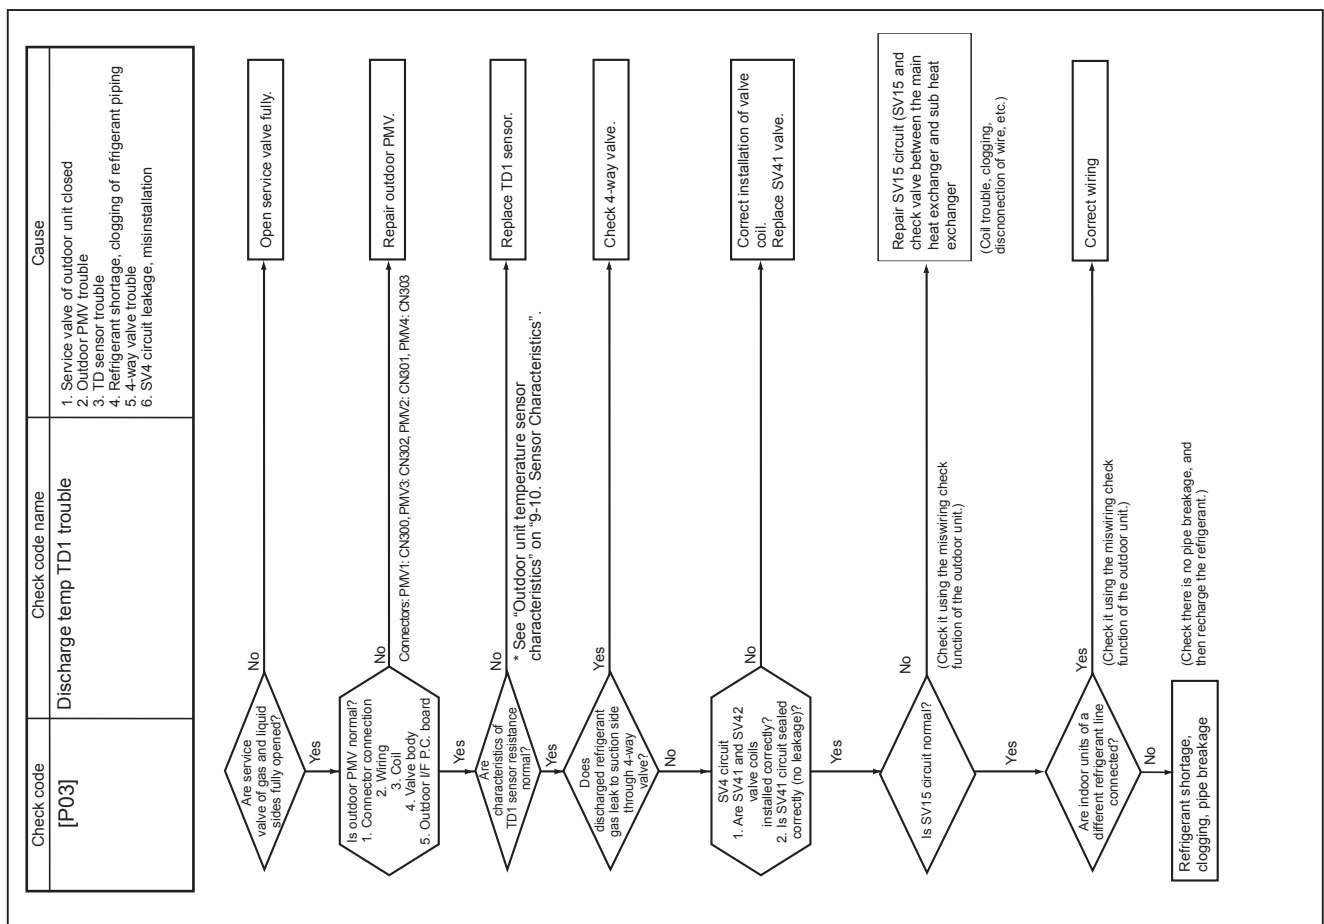 Check code
Check code name
Cause
[P03]
Discharge temp TD1 trouble
1. Service valve of outdoor unit closed
2. Outdoor PMV trouble
3. TD sensor trouble
4. Refrigerant shortage, clogging of refrigerant piping
5. 4-way valve trouble
6. SV4 circuit leakage, misinstallation
Are service
valve of gas and liquid
sides fully opened?
No
Open service valve fully.
Yes
Is outdoor PMV normal?
1. Connector connection
2. Wiring
3. Coil
4. Valve body
5. Outdoor I/F P.C. board
No
Repair outdoor PMV.
Connectors: PMV1: CN300, PMV3: CN302, PMV2: CN301, PMV4: CN303
Yes
Are
characteristics of
TD1 sensor resistance
normal?
No
Replace TD1 sensor.
* See “Outdoor unit temperature sensor
characteristics” on “9-10. Sensor Characteristics”.
Yes
Does
discharged refrigerant
gas leak to suction side
through 4-way
valve?
Yes
Check 4-way valve.
No
SV4 circuit
1. Are SV41 and SV42
valve coils
installed correctly?
2. Is SV41 circuit sealed
correctly (no leakage)?
No
Correct installation of valve
coil.
Replace SV41 valve.
Yes
Is SV15 circuit normal?
No
(Check it using the miswiring check
function of the outdoor unit.)
Repair SV15 circuit (SV15 and
check valve between the main
heat exchanger and sub heat
exchanger
(Coil trouble, clogging,
discnonection of wire, etc.)
Yes
Are indoor units of a
different refrigerant line
connected?
Yes
(Check it using the miswiring check
function of the outdoor unit.)
Correct wiring
No
Refrigerant shortage,
clogging, pipe breakage
(Check there is no pipe breakage, and
then recharge the refrigerant.)